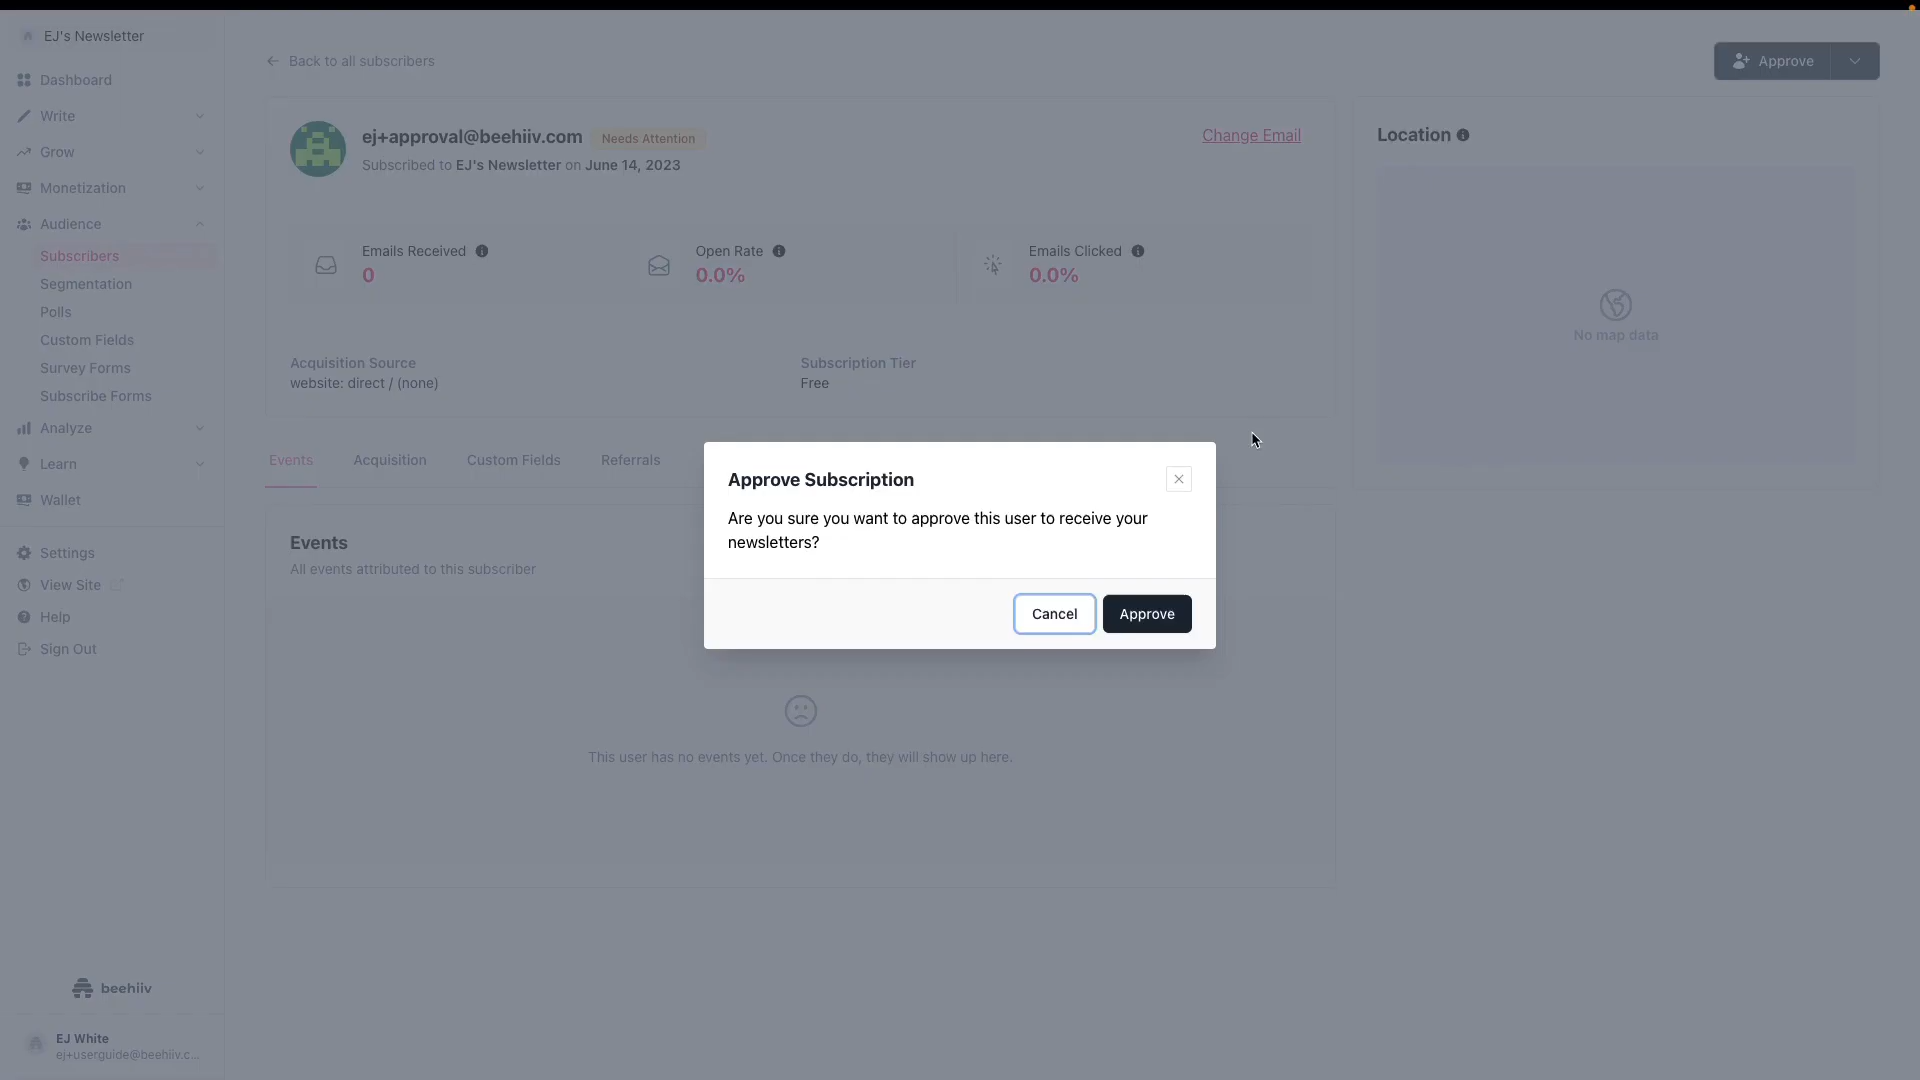 EJ's Newsletter
Dashboard
Write
Grow
Monetization
Audience
Subscribers
Segmentation
Polls
Custom Fields
Survey Forms
Subscribe Forms
Analyze
Learn
Wallet
Settings
View Site
Help
Sign Out
beehiiv
EJ White
ej+userguide@beehiiv.c...
Back to all subscribers
Approve
ej+approval@beehiiv.com Needs Attention
Change Email
Subscribed to EJ's Newsletter on June 14, 2023
Emails Received
0
Open Rate
0.0%
Emails Clicked
0.0%
Acquisition Source
website: direct / (none)
Subscription Tier
Free
Location
No map data
Events Acquisition Custom Fields Referrals
Events
All events attributed to this subscriber
This user has no events yet. Once they do, they will show up here.
Approve Subscription
Are you sure you want to approve this user to receive your
newsletters?
Cancel Approve